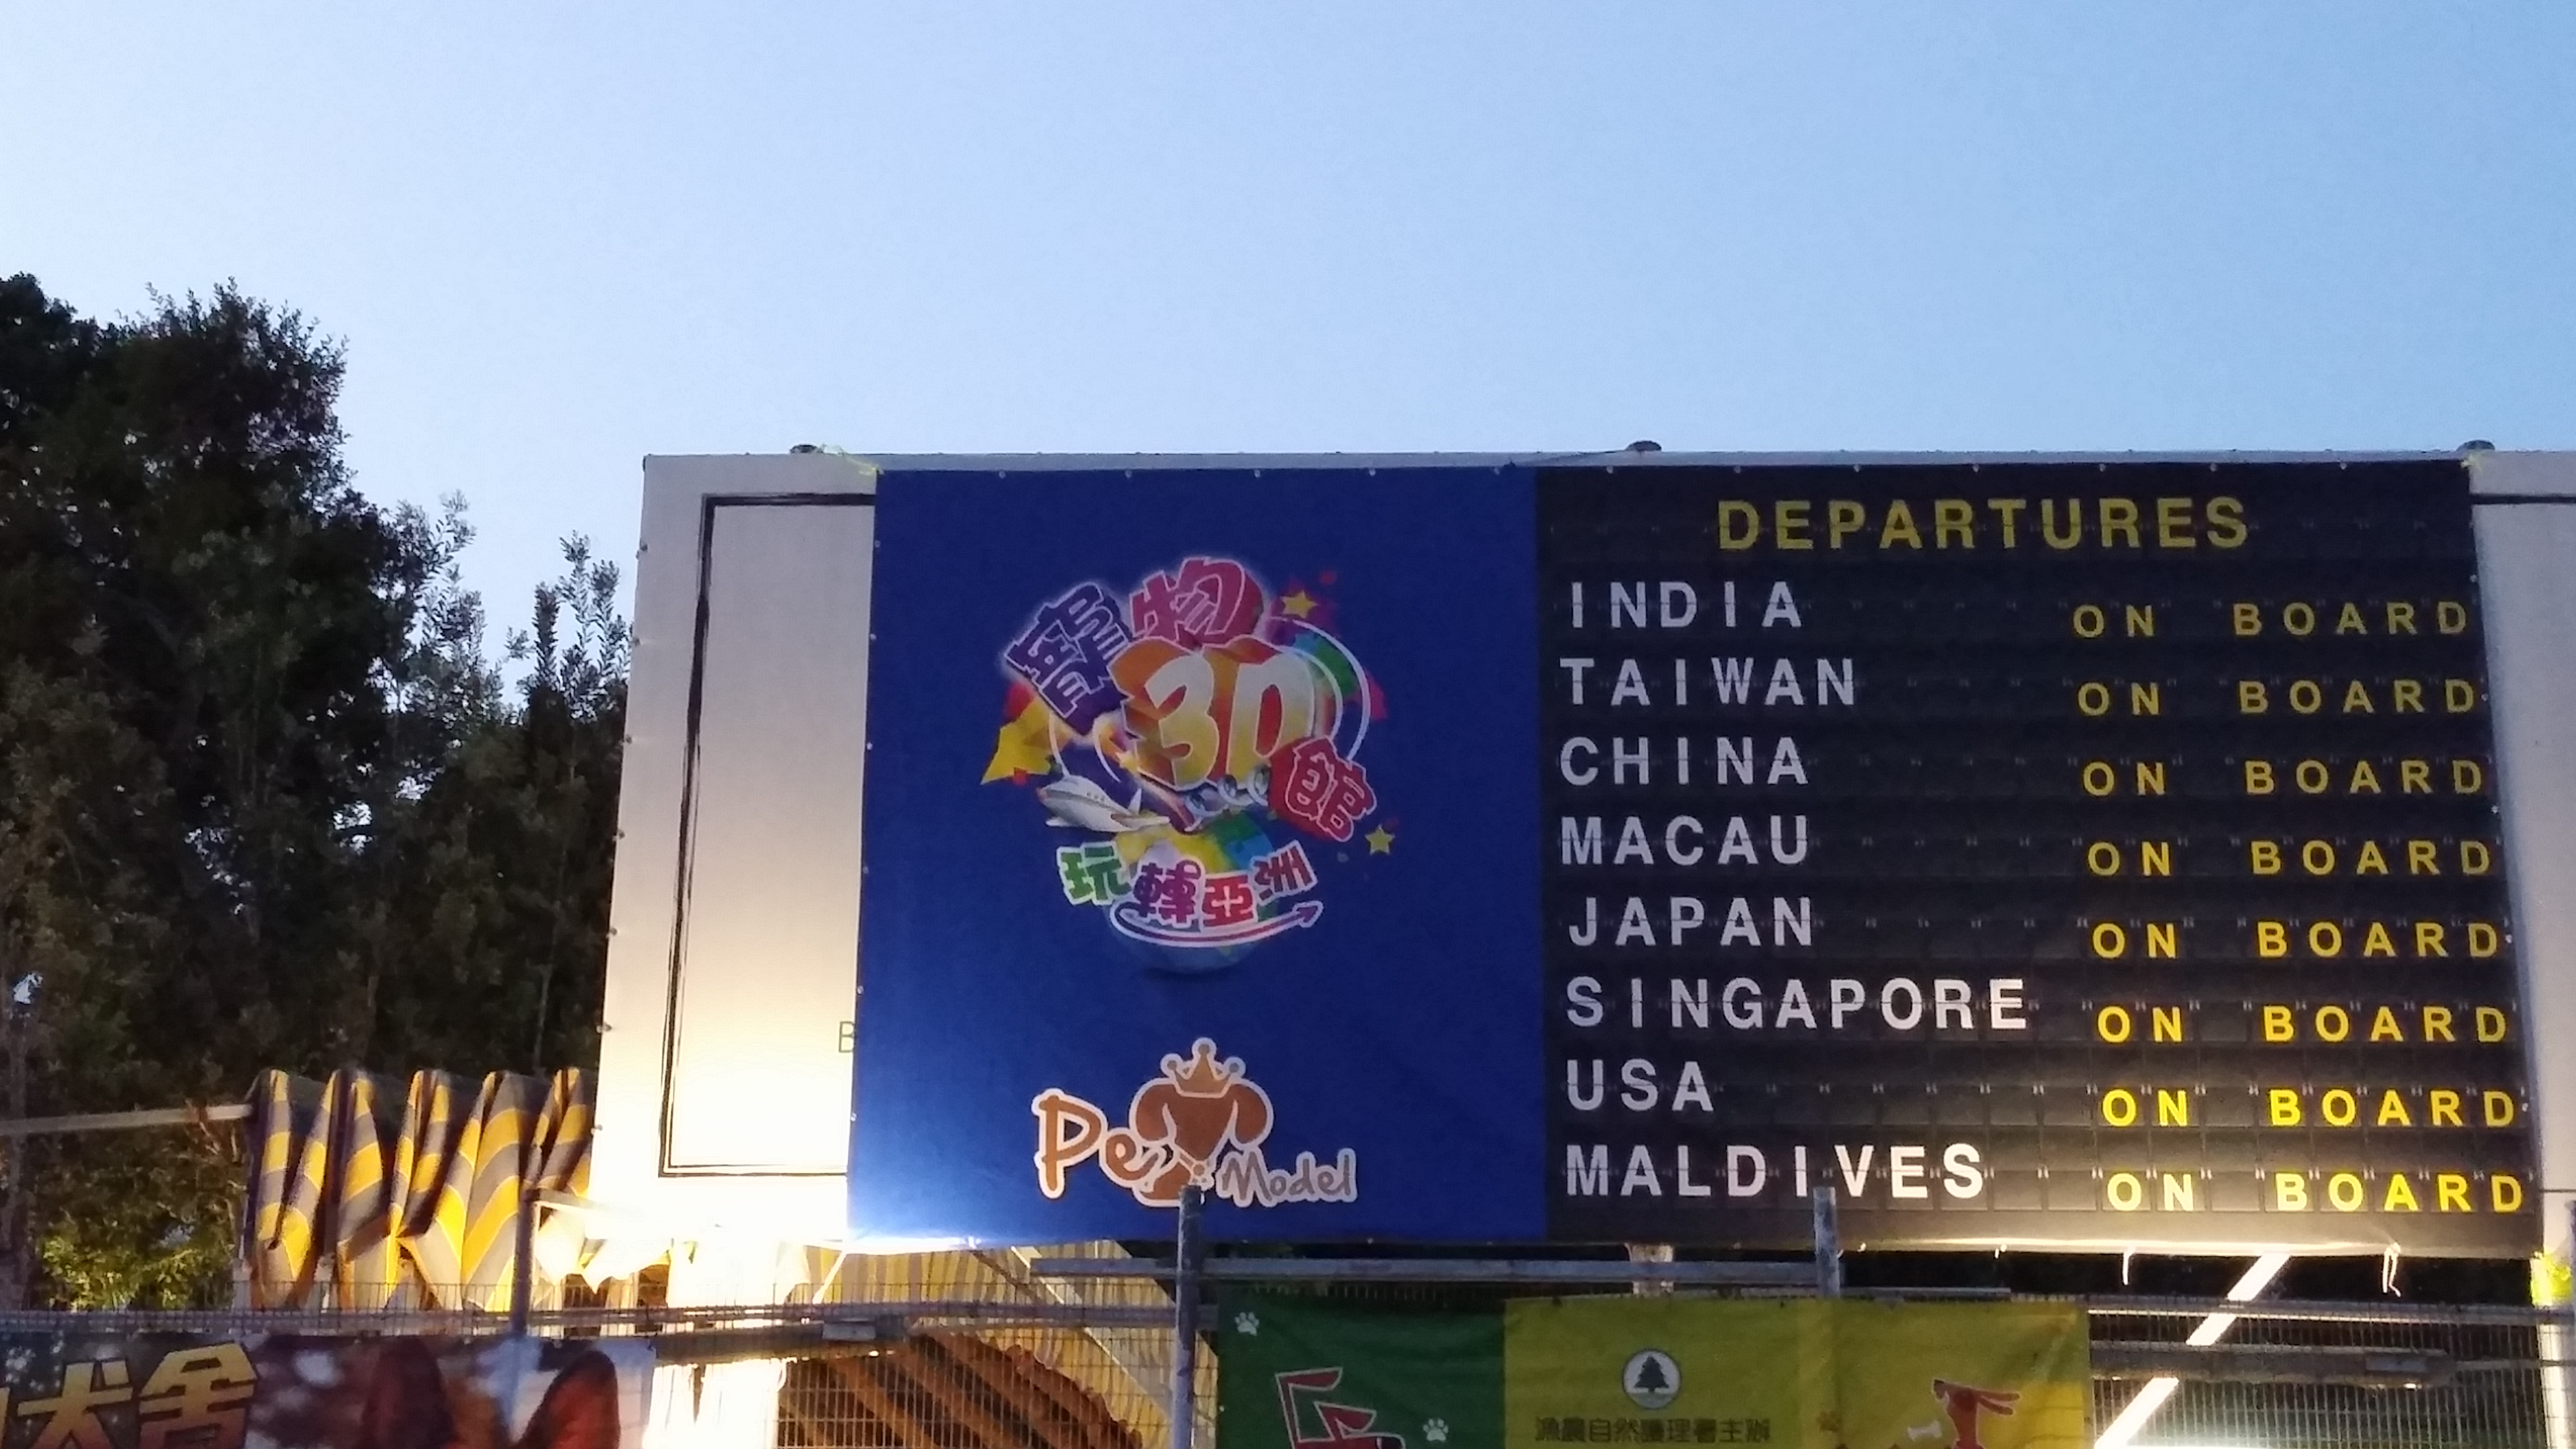 寵物
3D
館
玩轉亞洲
Pet Model
B
DEPARTURES
INDIA ON BOARD
TAIWAN ON BOARD
CHINA ON BOARD
MACAU ON BOARD
JAPAN ON BOARD
SINGAPORE ON BOARD
USA ON BOARD
MALDIVES ON BOARD
犬舍
漁農自然護理署主辦